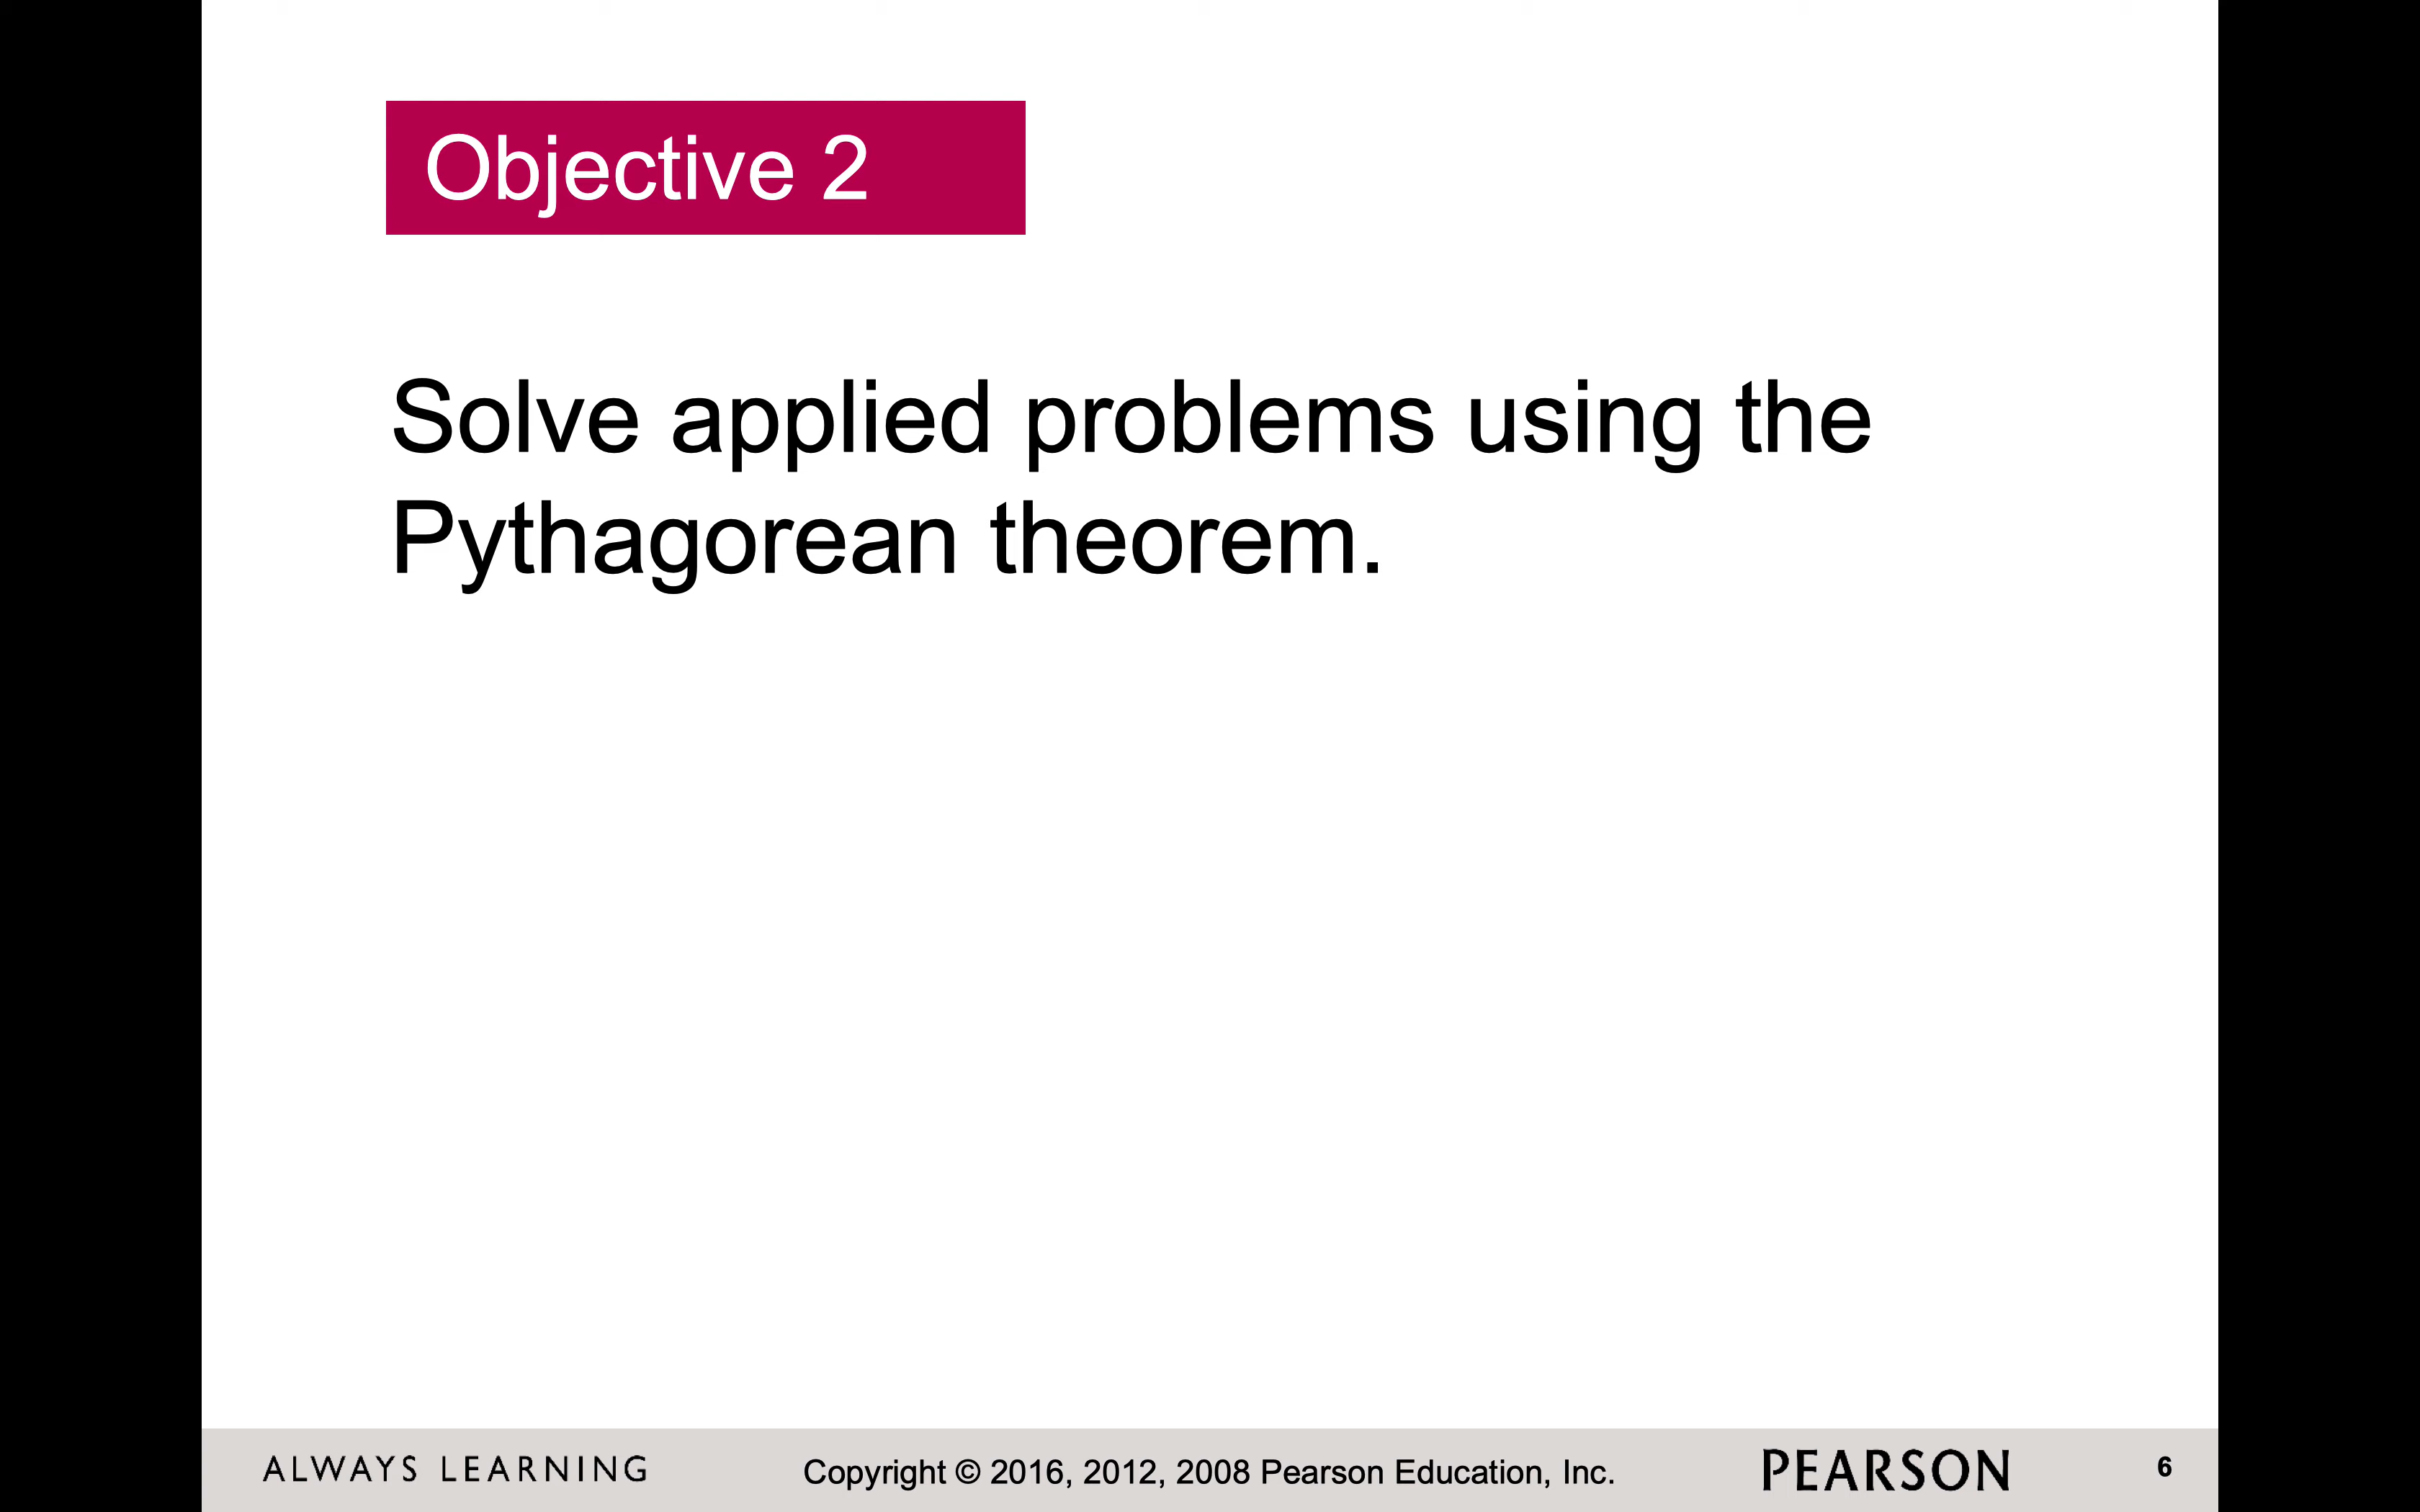 Objective 2
Solve applied problems using the
Pythagorean theorem.
ALWAYS LEARNING
Copyright © 2016, 2012, 2008 Pearson Education, Inc.
PEARSON
6